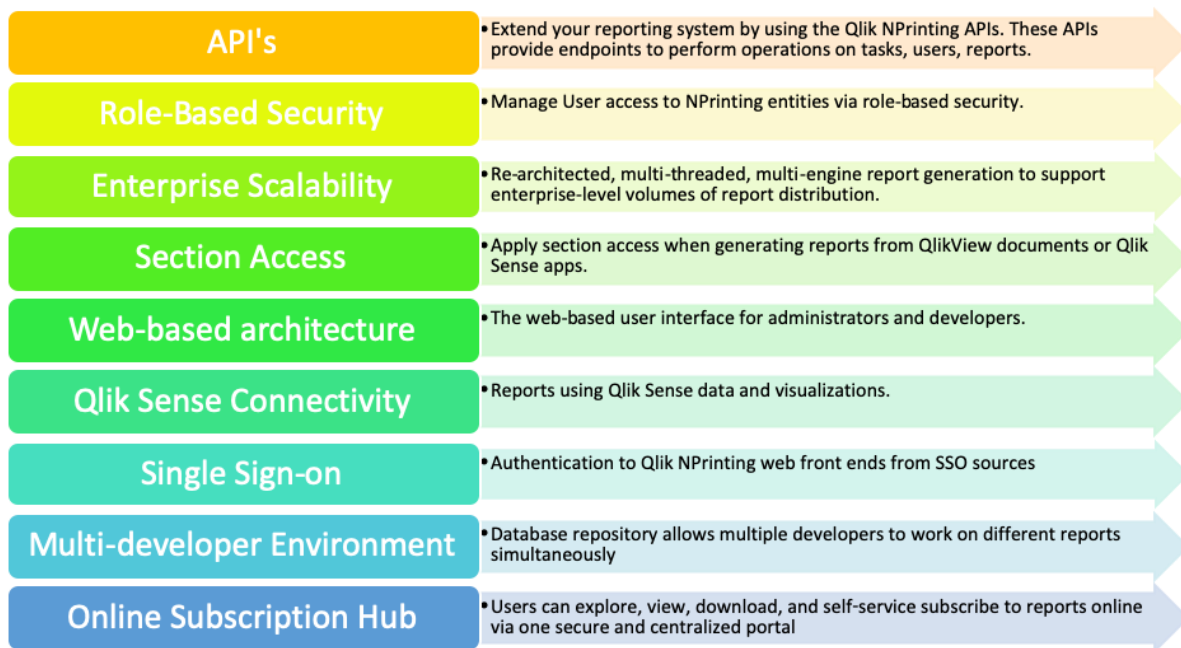 API's
•Extend your reporting system by using the Qlik NPrinting APIs. These APIs
provide endpoints to perform operations on tasks, users, reports.
Role-Based Security
•Manage User access to NPrinting entities via role-based security.
Enterprise Scalability
•Re-architected, multi-threaded, multi-engine report generation to support
enterprise-level volumes of report distribution.
Section Access
•Apply section access when generating reports from QlikView documents or Qlik
Sense apps.
Web-based architecture
•The web-based user interface for administrators and developers.
Qlik Sense Connectivity
•Reports using Qlik Sense data and visualizations.
Single Sign-on
•Authentication to Qlik NPrinting web front ends from SSO sources
Multi-developer Environment
•Database repository allows multiple developers to work on different reports
simultaneously
Online Subscription Hub
•Users can explore, view, download, and self-service subscribe to reports online
via one secure and centralized portal